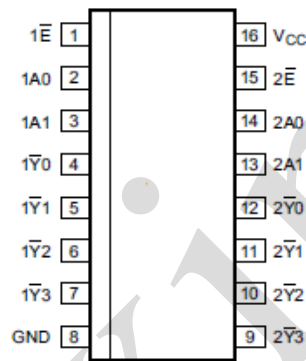 1E̅ 1 16 VCC
1A0 2 15 2E̅
1A1 3 14 2A0
1Y̅0 4 13 2A1
1Y̅1 5 12 2Y̅0
1Y̅2 6 11 2Y̅1
1Y̅3 7 10 2Y̅2
GND 8 9 2Y̅3